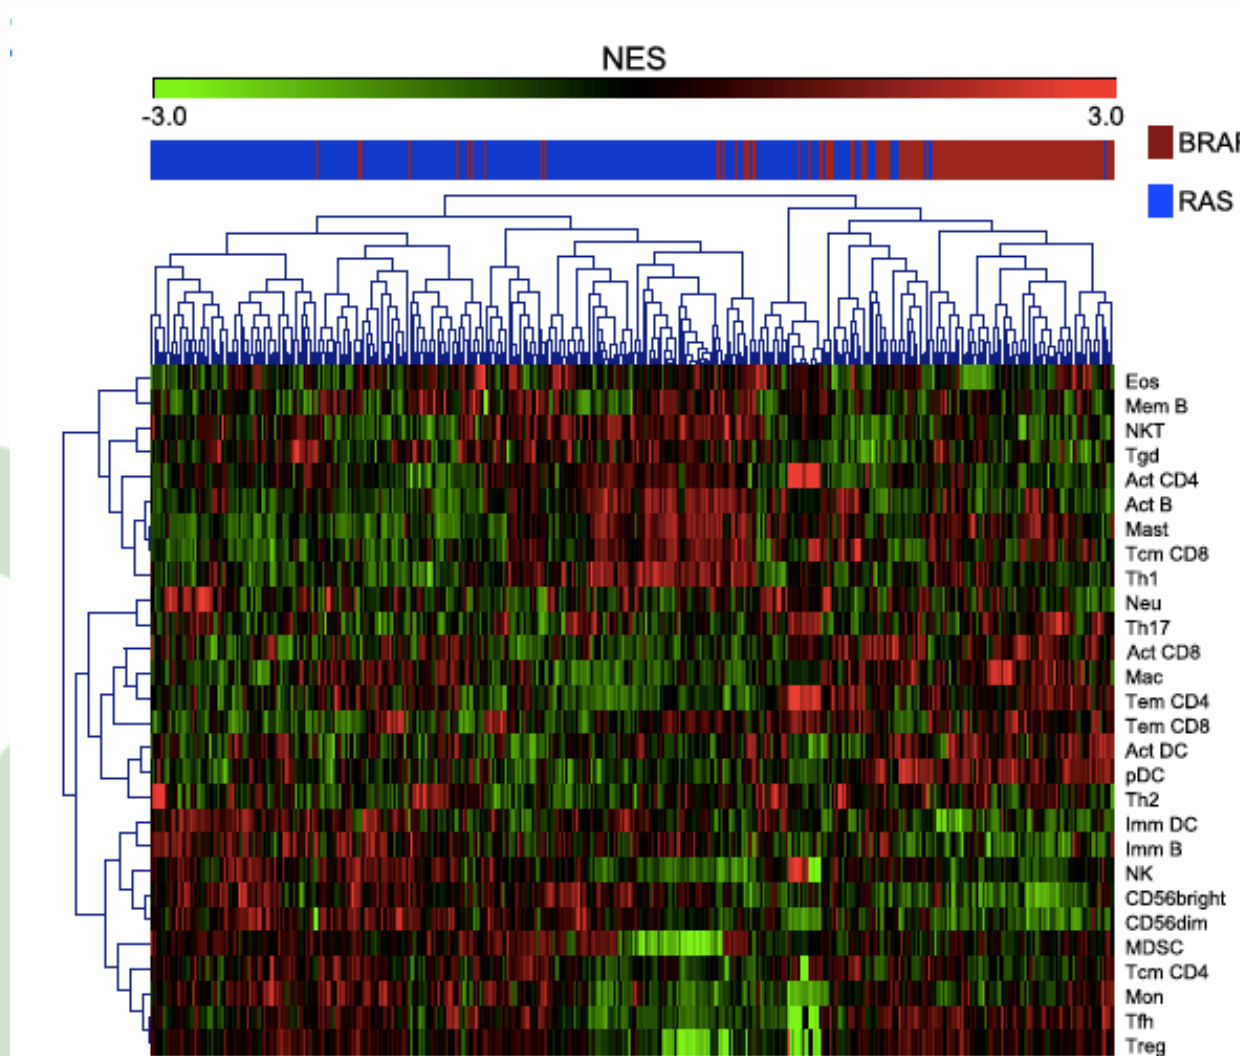 NES
-3.0
3.0
BRAF
RAS
Eos
Mem B
NKT
Tgd
Act CD4
Act B
Mast
Tcm CD8
Th1
Neu
Th17
Act CD8
Mac
Tem CD4
Tem CD8
Act DC
pDC
Th2
Imm DC
Imm B
NK
CD56bright
CD56dim
MDSC
Tcm CD4
Mon
Tfh
Treg